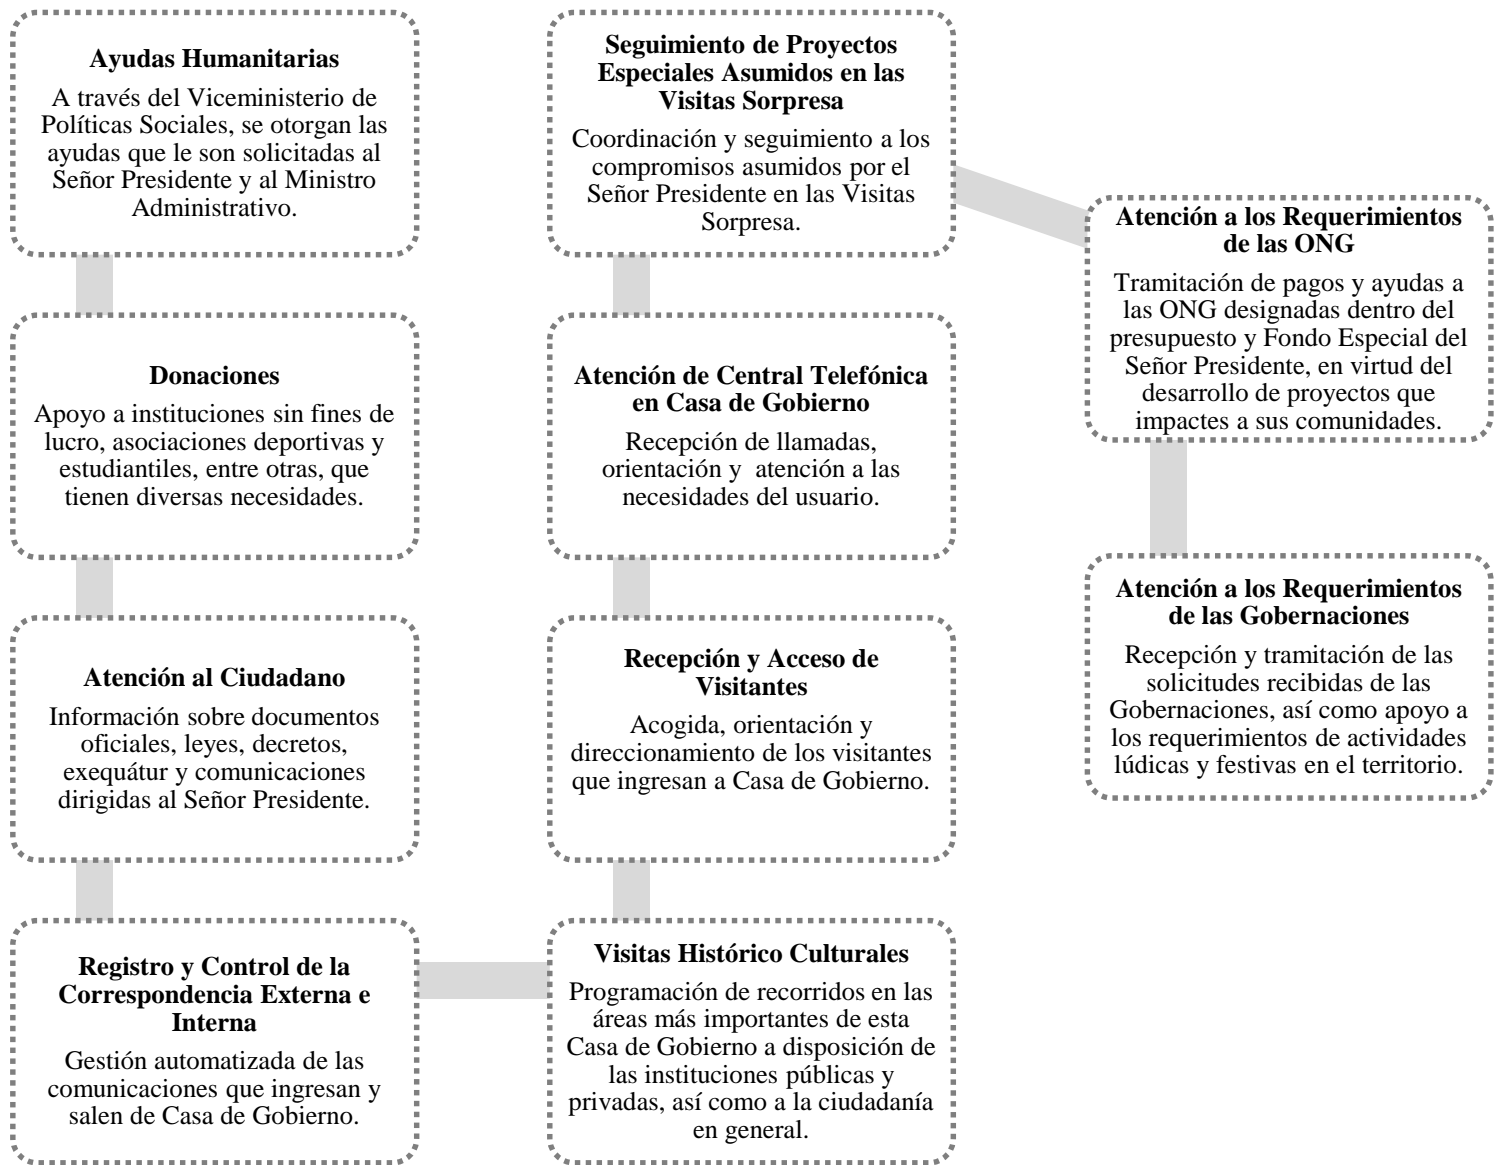 Ayudas Humanitarias
A través del Viceministerio de
Políticas Sociales, se otorgan las
ayudas que le son solicitadas al
Señor Presidente y al Ministro
Administrativo.
Donaciones
Apoyo a instituciones sin fines de
lucro, asociaciones deportivas y
estudiantiles, entre otras, que
tienen diversas necesidades.
Atención al Ciudadano
Información sobre documentos
oficiales, leyes, decretos,
exequátur y comunicaciones
dirigidas al Señor Presidente.
Registro y Control de la
Correspondencia Externa e
Interna
Gestión automatizada de las
comunicaciones que ingresan y
salen de Casa de Gobierno.
Visitas Histórico Culturales
Programación de recorridos en las
áreas más importantes de esta
Casa de Gobierno a disposición de
las instituciones públicas y
privadas, así como a la ciudadanía
en general.
Recepción y Acceso de
Visitantes
Acogida, orientación y
direccionamiento de los visitantes
que ingresan a Casa de Gobierno.
Atención de Central Telefónica
en Casa de Gobierno
Recepción de llamadas,
orientación y atención a las
necesidades del usuario.
Seguimiento de Proyectos
Especiales Asumidos en las
Visitas Sorpresa
Coordinación y seguimiento a los
compromisos asumidos por el
Señor Presidente en las Visitas
Sorpresa.
Atención a los Requerimientos
de las ONG
Tramitación de pagos y ayudas a
las ONG designadas dentro del
presupuesto y Fondo Especial del
Señor Presidente, en virtud del
desarrollo de proyectos que
impactes a sus comunidades.
Atención a los Requerimientos
de las Gobernaciones
Recepción y tramitación de las
solicitudes recibidas de las
Gobernaciones, así como apoyo a
los requerimientos de actividades
lúdicas y festivas en el territorio.